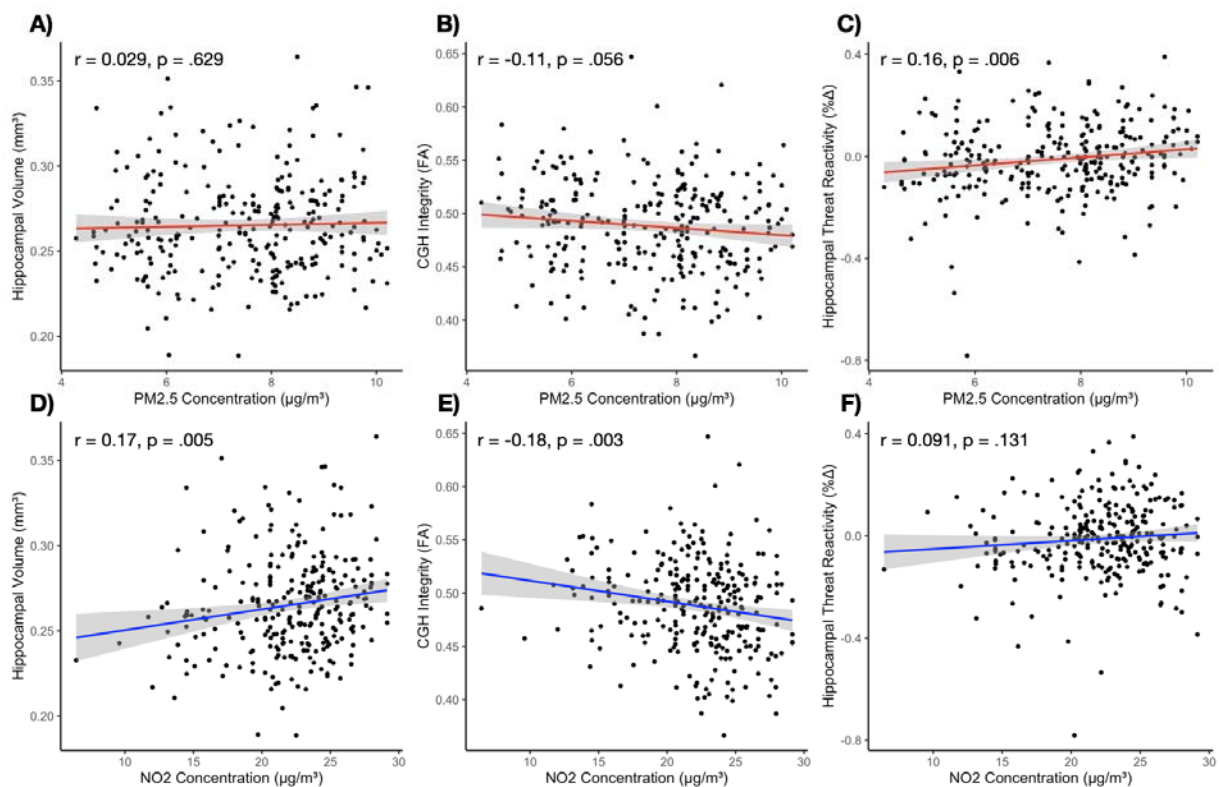 A)
r = 0.029, p = .629
Hippocampal Volume (mm³)
0.35
0.30
0.25
0.20
4
6
8
10
PM2.5 Concentration (µg/m³)
B)
r = -0.11, p = .056
CGH Integrity (FA)
0.65
0.60
0.55
0.50
0.45
0.40
4
6
8
10
PM2.5 Concentration (µg/m³)
C)
r = 0.16, p = .006
Hippocampal Threat Reactivity (%Δ)
0.4
0.0
-0.4
-0.8
4
6
8
10
PM2.5 Concentration (µg/m³)
D)
r = 0.17, p = .005
Hippocampal Volume (mm³)
0.35
0.30
0.25
0.20
10
15
20
25
30
NO2 Concentration (µg/m³)
E)
r = -0.18, p = .003
CGH Integrity (FA)
0.65
0.60
0.55
0.50
0.45
0.40
10
15
20
25
30
NO2 Concentration (µg/m³)
F)
r = 0.091, p = .131
Hippocampal Threat Reactivity (%Δ)
0.4
0.0
-0.4
-0.8
10
15
20
25
30
NO2 Concentration (µg/m³)